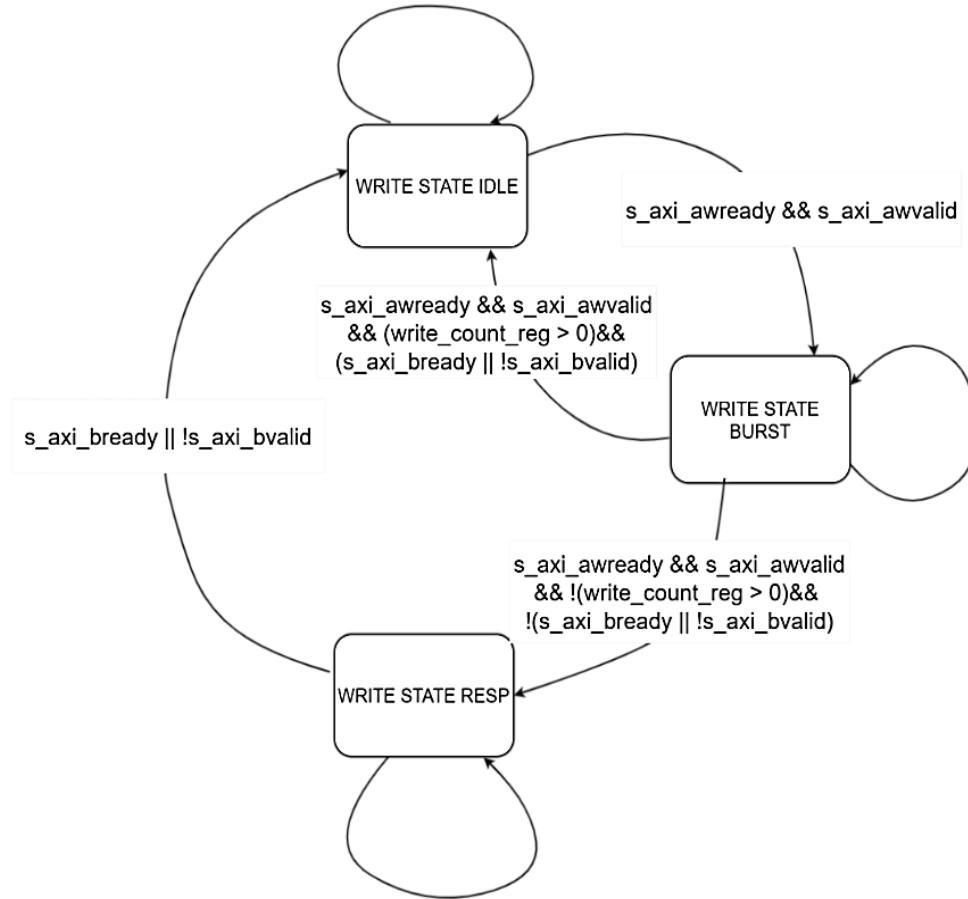 WRITE STATE IDLE
s_axi_awready && s_axi_awvalid
s_axi_awready && s_axi_awvalid
&& (write_count_reg > 0)&&
(s_axi_bready || !s_axi_bvalid)
WRITE STATE
BURST
s_axi_bready || !s_axi_bvalid
s_axi_awready && s_axi_awvalid
&& !(write_count_reg > 0)&&
!(s_axi_bready || !s_axi_bvalid)
WRITE STATE RESP